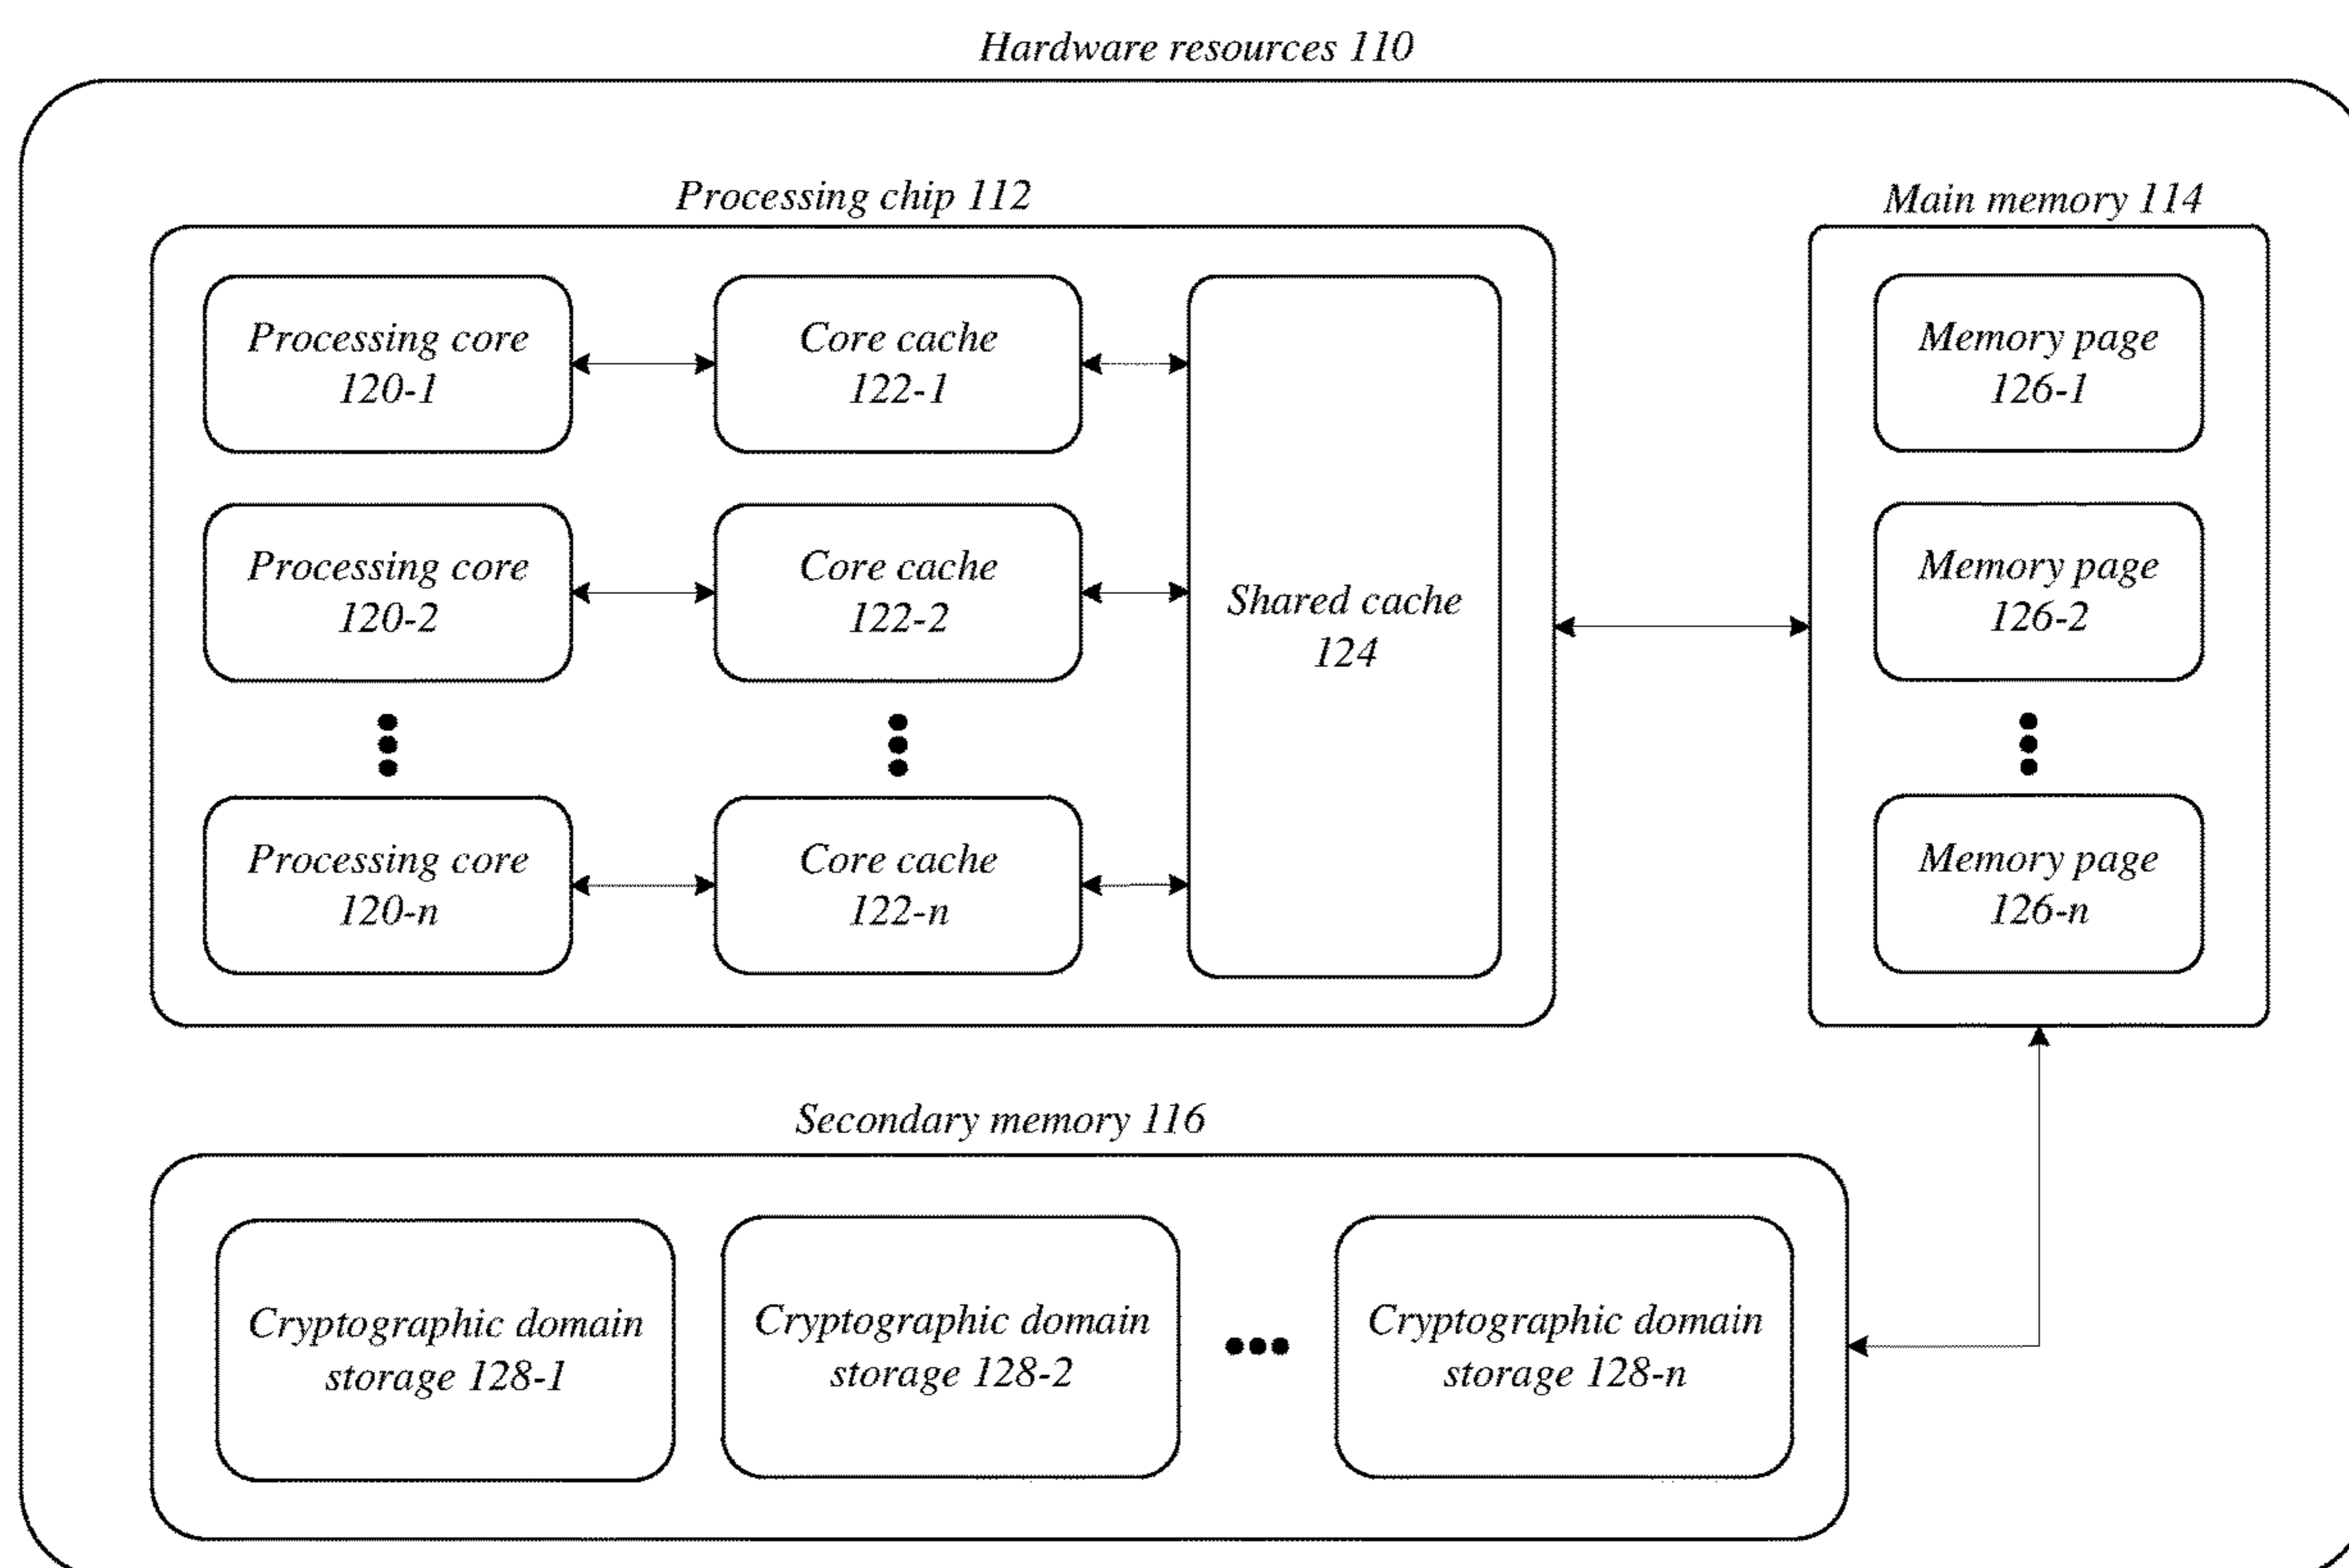 Hardware resources 110
Processing chip 112
Main memory 114
Processing core
120-1
Core cache
122-1
Memory page
126-1
Processing core
120-2
Core cache
122-2
Shared cache
124
Memory page
126-2
Processing core
120-n
Core cache
122-n
Memory page
126-n
Secondary memory 116
Cryptographic domain
storage 128-1
Cryptographic domain
storage 128-2
Cryptographic domain
storage 128-n